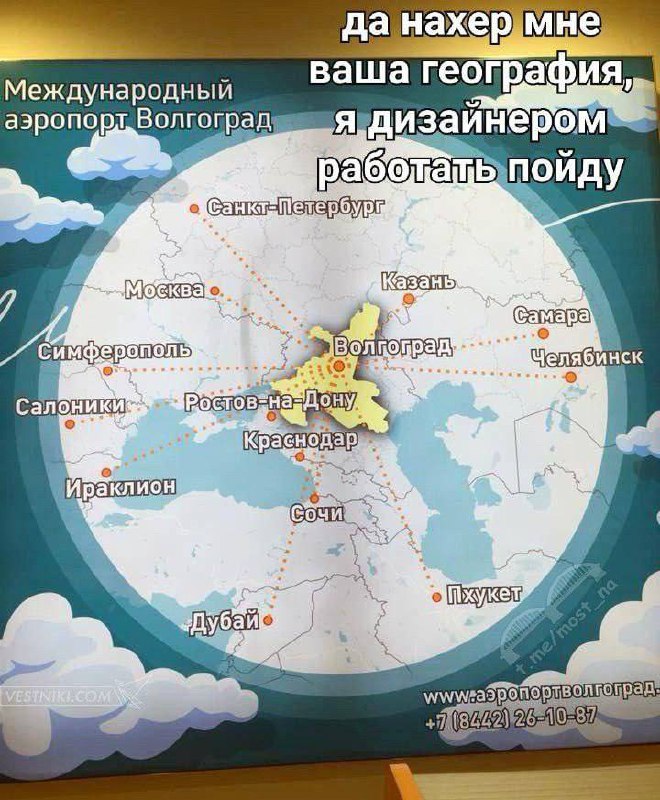 да нахер мне
ваша география,
я дизайнером
работать пойду
Международный
аэропорт Волгоград
Санкт-Петербург
Москва
Казань
Самара
Симферополь
Волгоград
Челябинск
Салоники
Ростов-на-Дону
Краснодар
Ираклион
Сочи
Пхукет
Дубай
t.me/most_na
VESTNIKI.COM
www.аэропортволгоград.
+7 (8442) 26-10-87